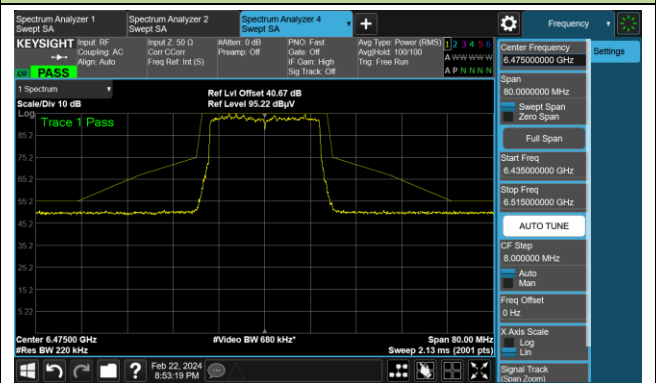 Spectrum Analyzer 1
Swept SA
Spectrum Analyzer 2
Swept SA
Spectrum Analyzer 4
Swept SA
Frequency
KEYSIGHT
Input: RF
Coupling: AC
Align: Auto
Input Z: 50 Ω
Corr CCorr
Freq Ref: Int (S)
#Atten: 0 dB
Preamp: Off
PNO: Fast
Gate: Off
IF Gain: High
Sig Track: Off
Avg Type: Power (RMS)
Avg|Hold: 100/100
Trig: Free Run
1 2 3 4 5 6
A W W W W W
A P N N N N
PASS
1 Spectrum
Scale/Div 10 dB
Ref Lvl Offset 40.67 dB
Ref Level 95.22 dBµV
Log
Trace 1 Pass
85.2
75.2
65.2
55.2
45.2
35.2
25.2
15.2
5.22
Center 6.47500 GHz
#Res BW 220 kHz
#Video BW 680 kHz*
Span 80.00 MHz
Sweep 2.13 ms (2001 pts)
Center Frequency
6.475000000 GHz
Settings
Span
80.0000000 MHz
Swept Span
Zero Span
Full Span
Start Freq
6.435000000 GHz
Stop Freq
6.515000000 GHz
AUTO TUNE
CF Step
8.000000 MHz
Auto
Man
Freq Offset
0 Hz
X Axis Scale
Log
Lin
Signal Track
(Span Zoom)
?
Feb 22, 2024
8:53:19 PM